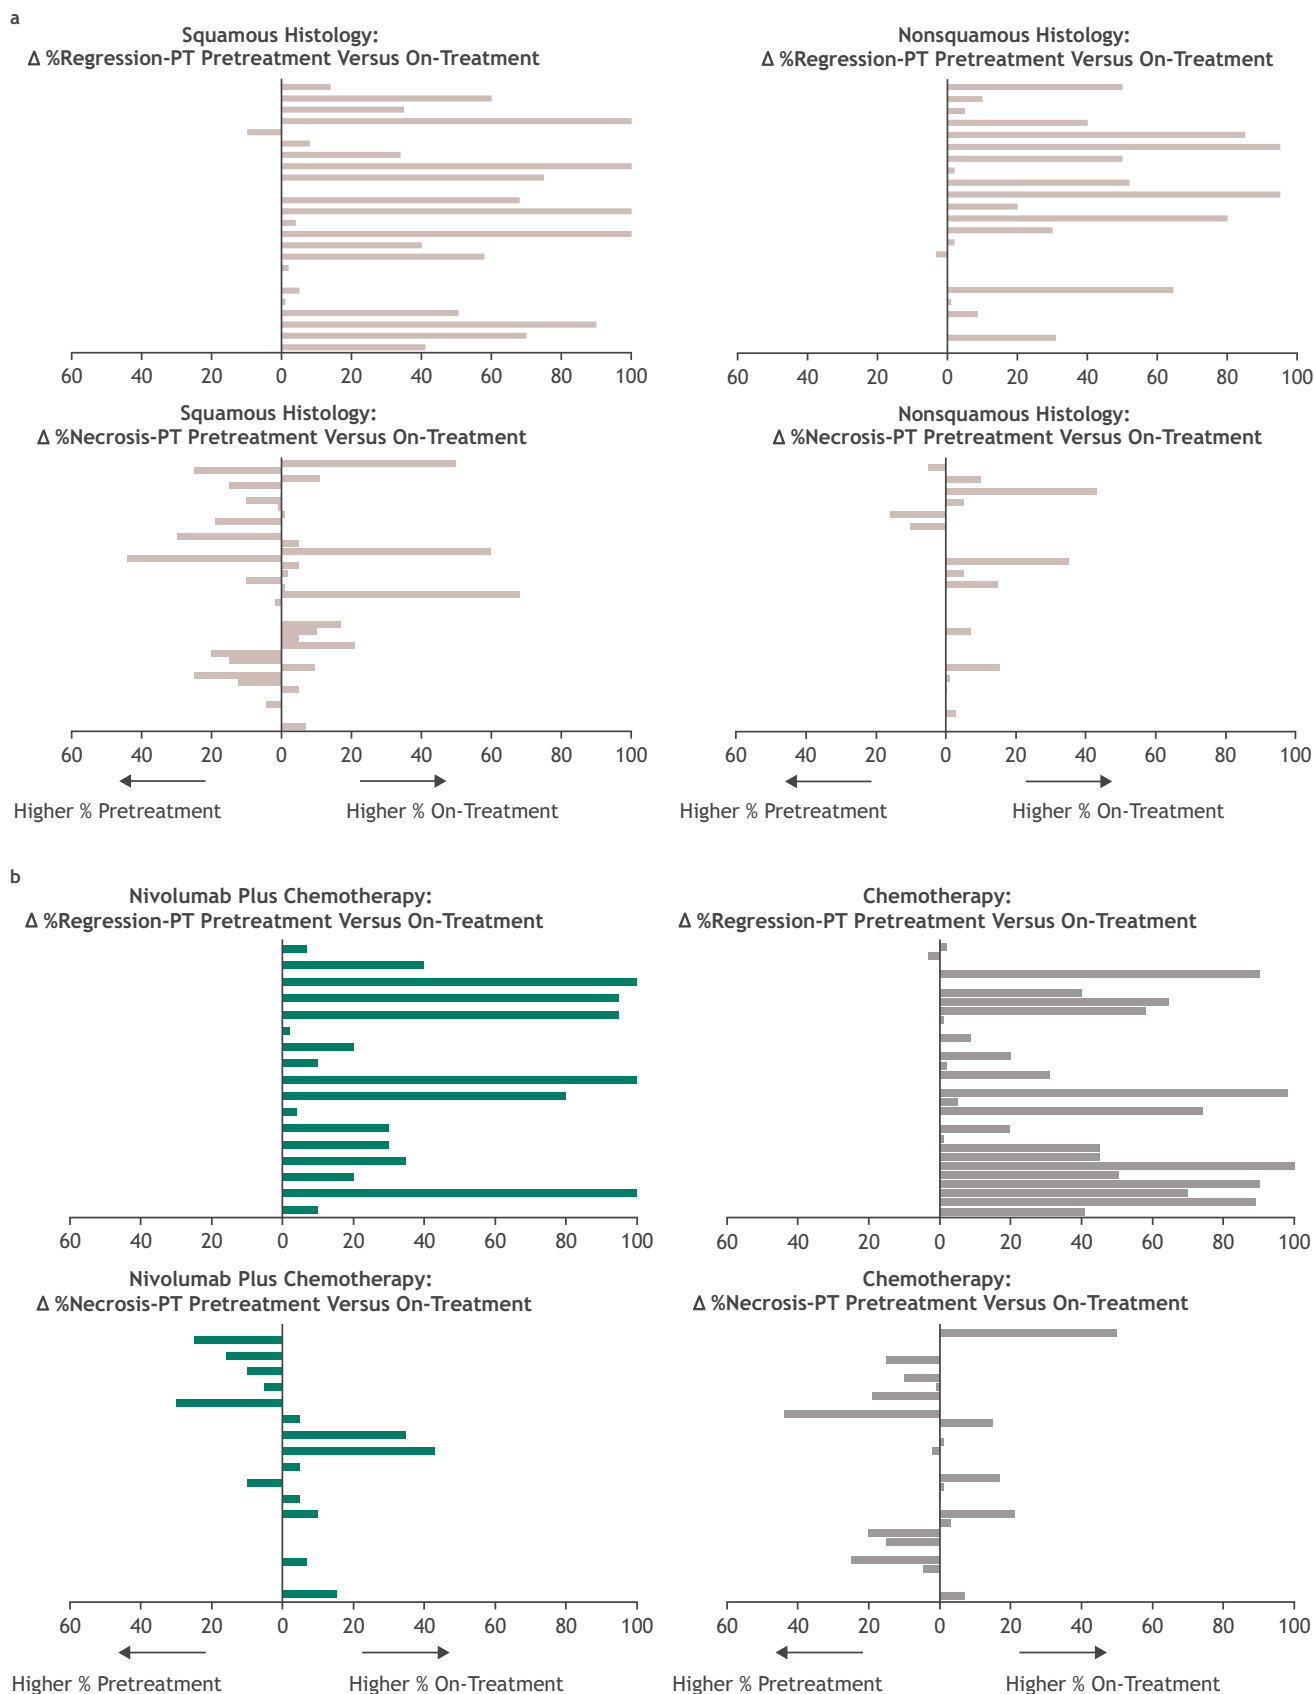 a
Squamous Histology:
Δ %Regression-PT Pretreatment Versus On-Treatment
60 40 20 0 20 40 60 80 100
Nonsquamous Histology:
Δ %Regression-PT Pretreatment Versus On-Treatment
60 40 20 0 20 40 60 80 100
Squamous Histology:
Δ %Necrosis-PT Pretreatment Versus On-Treatment
60 40 20 0 20 40 60 80 100
Higher % Pretreatment Higher % On-Treatment
Nonsquamous Histology:
Δ %Necrosis-PT Pretreatment Versus On-Treatment
60 40 20 0 20 40 60 80 100
Higher % Pretreatment Higher % On-Treatment
b
Nivolumab Plus Chemotherapy:
Δ %Regression-PT Pretreatment Versus On-Treatment
60 40 20 0 20 40 60 80 100
Chemotherapy:
Δ %Regression-PT Pretreatment Versus On-Treatment
60 40 20 0 20 40 60 80 100
Nivolumab Plus Chemotherapy:
Δ %Necrosis-PT Pretreatment Versus On-Treatment
60 40 20 0 20 40 60 80 100
Higher % Pretreatment Higher % On-Treatment
Chemotherapy:
Δ %Necrosis-PT Pretreatment Versus On-Treatment
60 40 20 0 20 40 60 80 100
Higher % Pretreatment Higher % On-Treatment